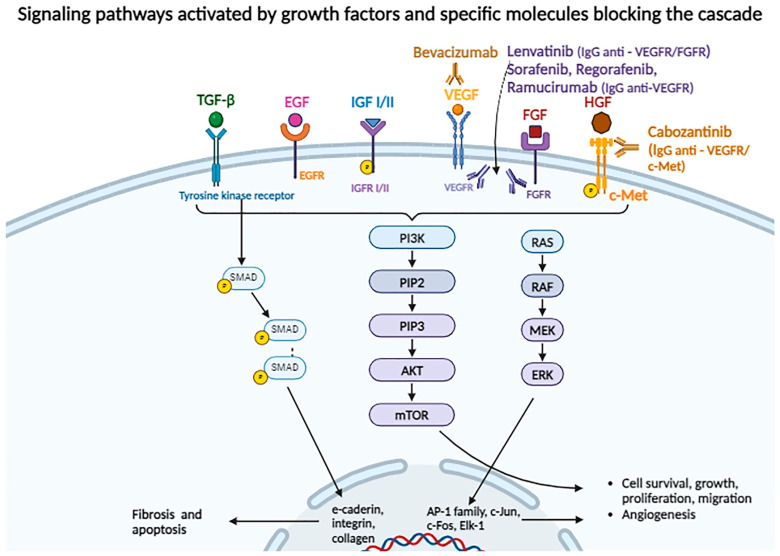 Signaling pathways activated by growth factors and specific molecules blocking the cascade
Bevacizumab
Lenvatinib (IgG anti - VEGFR/FGFR)
Sorafenib, Regorafenib,
Ramucirumab (IgG anti-VEGFR)
TGF-β
EGF
IGF I/II
VEGF
FGF
HGF
Cabozantinib
(IgG anti - VEGFR/
c-Met)
EGFR
P
IGFR I/II
VEGFR
FGFR
P
c-Met
Tyrosine kinase receptor
PI3K
PIP2
PIP3
AKT
mTOR
RAS
RAF
MEK
ERK
SMAD
P
SMAD
P
SMAD
P
e-caderin,
integrin,
collagen
AP-1 family, c-Jun,
c-Fos, Elk-1
Fibrosis and
apoptosis
• Cell survival, growth,
proliferation, migration
• Angiogenesis